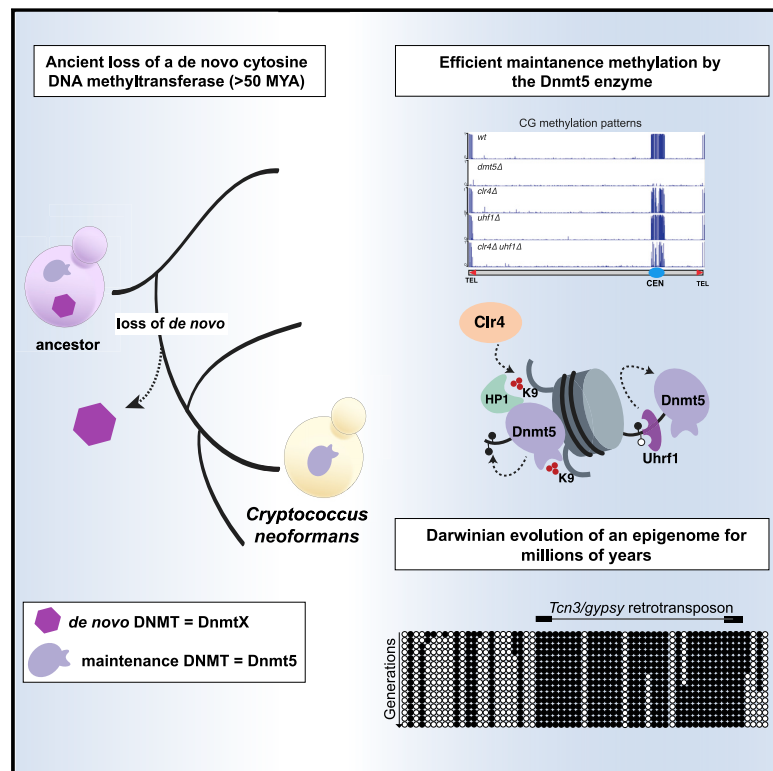 Ancient loss of a de novo cytosine
DNA methyltransferase (>50 MYA)
ancestor
loss of de novo
Cryptococcus
neoformans
de novo DNMT = DnmtX
maintenance DNMT = Dnmt5
Efficient maintanence methylation by
the Dnmt5 enzyme
CG methylation patterns
wt
dmt5Δ
clr4Δ
uhf1Δ
clr4Δ uhf1Δ
TEL
CEN
TEL
Clr4
K9
HP1
Dnmt5
Dnmt5
Uhrf1
K9
Darwinian evolution of an epigenome for
millions of years
Tcn3/gypsy retrotransposon
Generations